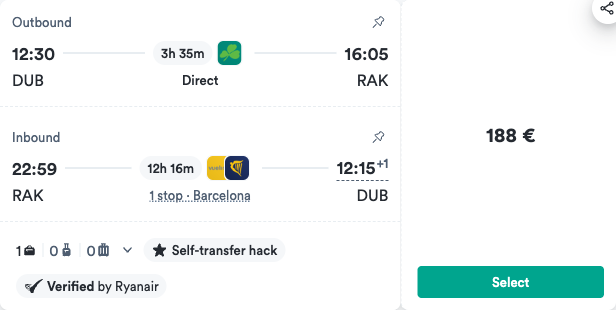 Outbound
12:30 3h 35m 16:05
DUB Direct RAK
188 €
Inbound
22:59 12h 16m vueling 12:15+1
RAK 1 stop · Barcelona DUB
1 0 0 Self-transfer hack
Verified by Ryanair
Select